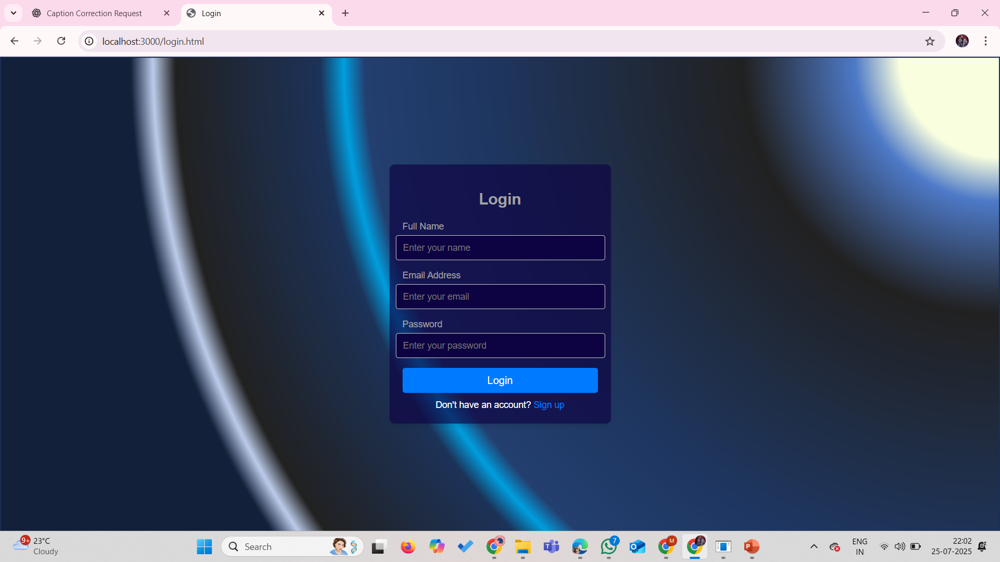 Caption Correction Request
Login
localhost:3000/login.html
Login
Full Name
Enter your name
Email Address
Enter your email
Password
Enter your password
Login
Don't have an account? Sign up
9+
23°C
Cloudy
Search
7
M
ENG
IN
22:02
25-07-2025